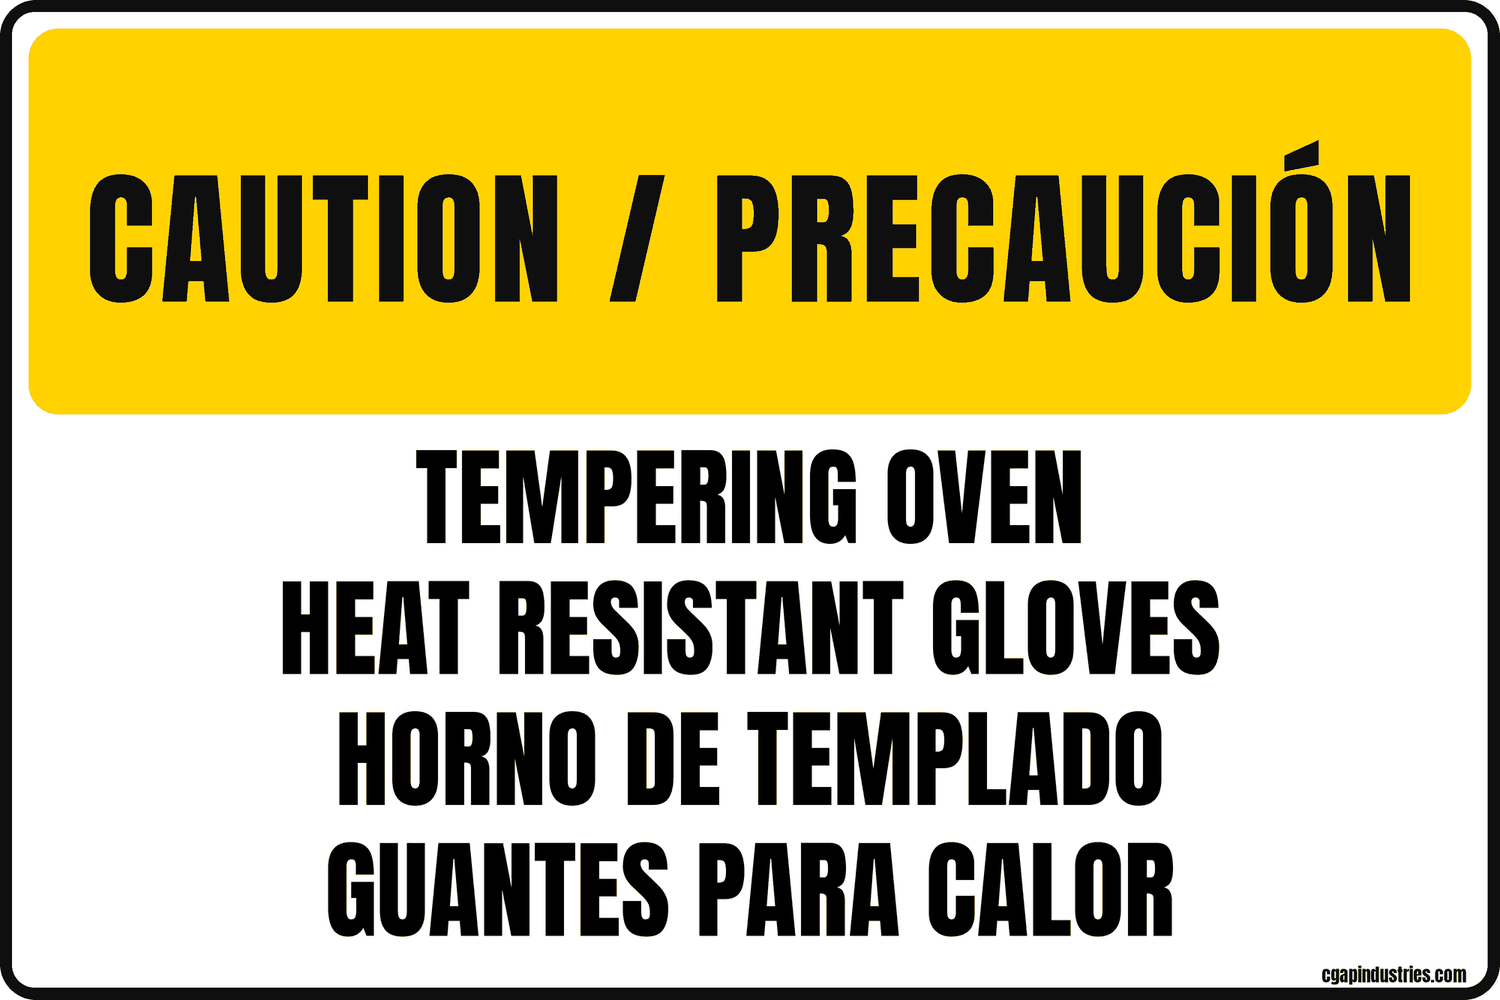 CAUTION / PRECAUCIÓN
TEMPERING OVEN
HEAT RESISTANT GLOVES
HORNO DE TEMPLADO
GUANTES PARA CALOR
cgapindustries.com